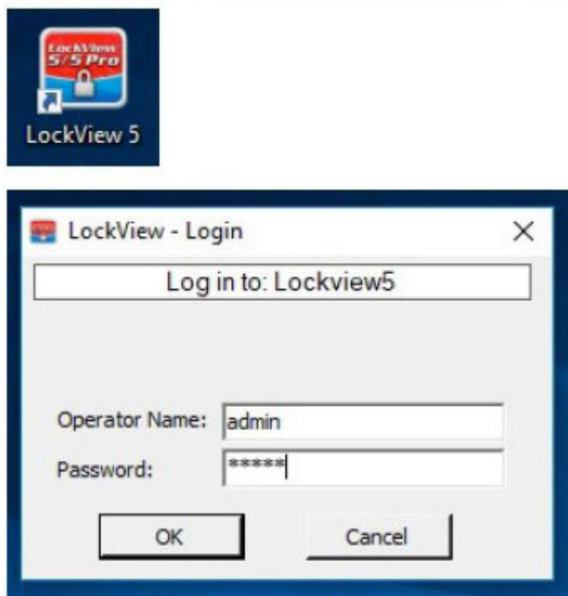 LockView
5/5 Pro
LockView 5
LockView - Login
Log in to: Lockview5
Operator Name: admin
Password: *****
OK Cancel